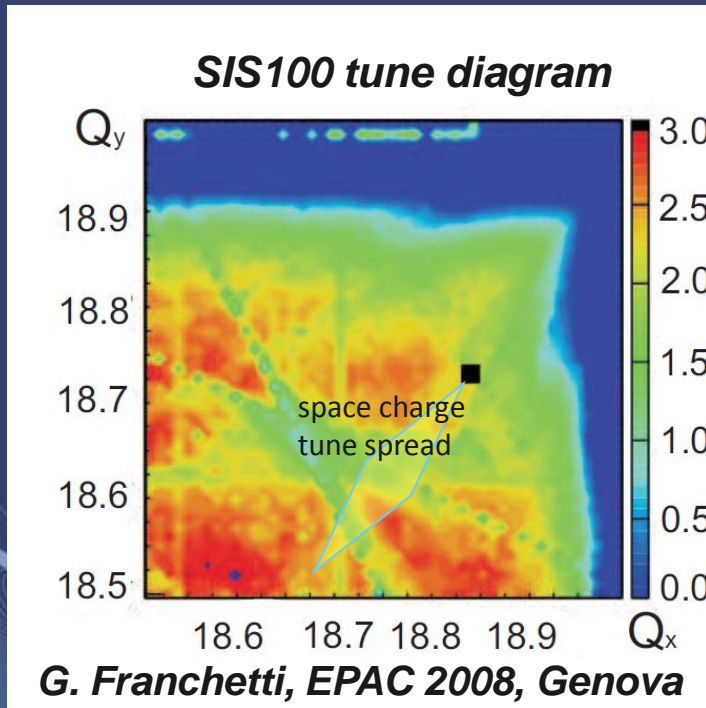 SIS100 tune diagram
Qy
3.0
2.5
2.0
1.5
1.0
0.5
0.0
18.9
18.8
18.7
18.6
18.5
space charge
tune spread
18.6 18.7 18.8 18.9 Qx
G. Franchetti, EPAC 2008, Genova